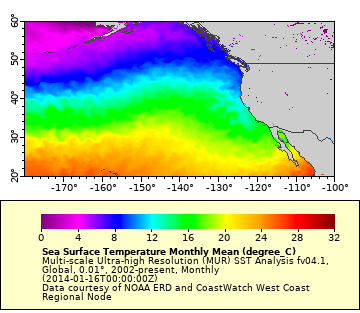 60°
50°
40°
30°
20°
-170° -160° -150° -140° -130° -120° -110° -100°
0 4 8 12 16 20 24 28 32
Sea Surface Temperature Monthly Mean (degree_C)
Multi-scale Ultra-high Resolution (MUR) SST Analysis fv04.1,
Global, 0.01°, 2002-present, Monthly
(2014-01-16T00:00:00Z)
Data courtesy of NOAA ERD and CoastWatch West Coast
Regional Node